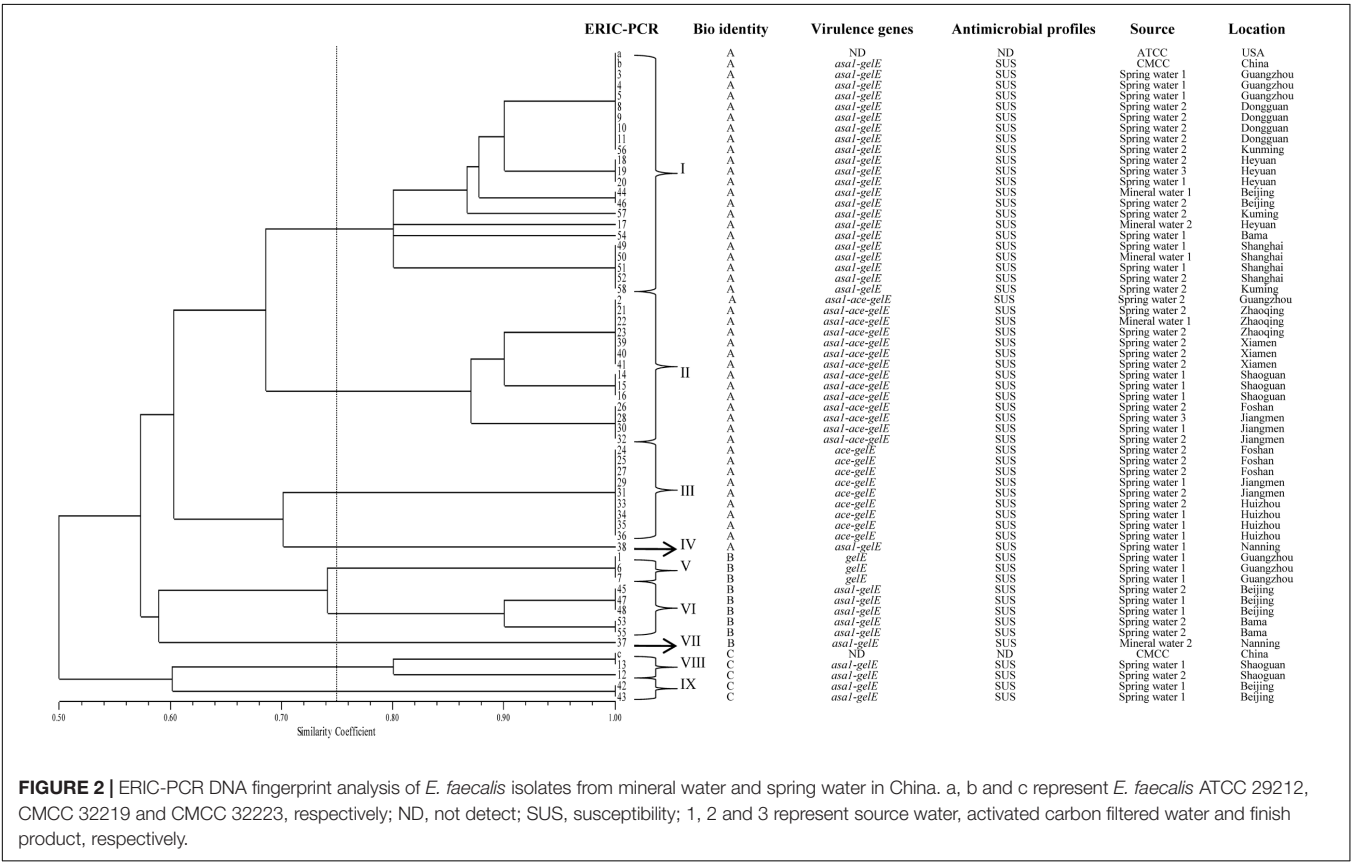 ERIC-PCR Bio identity Virulence genes Antimicrobial profiles Source Location
a A ND ND ATCC USA
b A asa1-gelE SUS CMCC China
3 A asa1-gelE SUS Spring water 1 Guangzhou
4 A asa1-gelE SUS Spring water 1 Guangzhou
5 A asa1-gelE SUS Spring water 1 Guangzhou
8 A asa1-gelE SUS Spring water 2 Dongguan
9 A asa1-gelE SUS Spring water 2 Dongguan
10 A asa1-gelE SUS Spring water 2 Dongguan
11 A asa1-gelE SUS Spring water 2 Dongguan
56 A asa1-gelE SUS Spring water 2 Kunming
18 A asa1-gelE SUS Spring water 2 Heyuan
19 I A asa1-gelE SUS Spring water 3 Heyuan
20 A asa1-gelE SUS Spring water 1 Heyuan
44 A asa1-gelE SUS Mineral water 1 Beijing
46 A asa1-gelE SUS Spring water 2 Beijing
57 A asa1-gelE SUS Spring water 2 Kuming
17 A asa1-gelE SUS Mineral water 2 Heyuan
54 A asa1-gelE SUS Spring water 1 Bama
49 A asa1-gelE SUS Spring water 1 Shanghai
50 A asa1-gelE SUS Mineral water 1 Shanghai
51 A asa1-gelE SUS Spring water 1 Shanghai
52 A asa1-gelE SUS Spring water 2 Shanghai
58 A asa1-gelE SUS Spring water 2 Kuming
2 A asa1-ace-gelE SUS Spring water 2 Guangzhou
21 A asa1-ace-gelE SUS Spring water 2 Zhaoqing
22 A asa1-ace-gelE SUS Mineral water 1 Zhaoqing
23 A asa1-ace-gelE SUS Spring water 2 Zhaoqing
39 A asa1-ace-gelE SUS Spring water 2 Xiamen
40 A asa1-ace-gelE SUS Spring water 2 Xiamen
41 A asa1-ace-gelE SUS Spring water 2 Xiamen
14 II A asa1-ace-gelE SUS Spring water 1 Shaoguan
15 A asa1-ace-gelE SUS Spring water 1 Shaoguan
16 A asa1-ace-gelE SUS Spring water 1 Shaoguan
26 A asa1-ace-gelE SUS Spring water 2 Foshan
28 A asa1-ace-gelE SUS Spring water 3 Jiangmen
30 A asa1-ace-gelE SUS Spring water 1 Jiangmen
32 A asa1-ace-gelE SUS Spring water 2 Jiangmen
24 A ace-gelE SUS Spring water 2 Foshan
25 A ace-gelE SUS Spring water 2 Foshan
27 A ace-gelE SUS Spring water 2 Foshan
29 A ace-gelE SUS Spring water 1 Jiangmen
31 III A ace-gelE SUS Spring water 2 Jiangmen
33 A ace-gelE SUS Spring water 2 Huizhou
34 A ace-gelE SUS Spring water 1 Huizhou
35 A ace-gelE SUS Spring water 1 Huizhou
36 A ace-gelE SUS Spring water 1 Huizhou
38 IV A asa1-gelE SUS Spring water 1 Nanning
1 B gelE SUS Spring water 1 Guangzhou
6 V B gelE SUS Spring water 1 Guangzhou
7 B gelE SUS Spring water 1 Guangzhou
45 B asa1-gelE SUS Spring water 2 Beijing
47 VI B asa1-gelE SUS Spring water 1 Beijing
48 B asa1-gelE SUS Spring water 1 Beijing
53 B asa1-gelE SUS Spring water 2 Bama
55 B asa1-gelE SUS Spring water 2 Bama
37 VII B asa1-gelE SUS Mineral water 2 Nanning
c C ND ND CMCC China
13 VIII C asa1-gelE SUS Spring water 1 Shaoguan
12 C asa1-gelE SUS Spring water 2 Shaoguan
42 IX C asa1-gelE SUS Spring water 1 Beijing
43 C asa1-gelE SUS Spring water 1 Beijing
0.50 0.60 0.70 0.80 0.90 1.00
Similarity Coefficient
FIGURE 2 | ERIC-PCR DNA fingerprint analysis of E. faecalis isolates from mineral water and spring water in China. a, b and c represent E. faecalis ATCC 29212,
CMCC 32219 and CMCC 32223, respectively; ND, not detect; SUS, susceptibility; 1, 2 and 3 represent source water, activated carbon filtered water and finish
product, respectively.